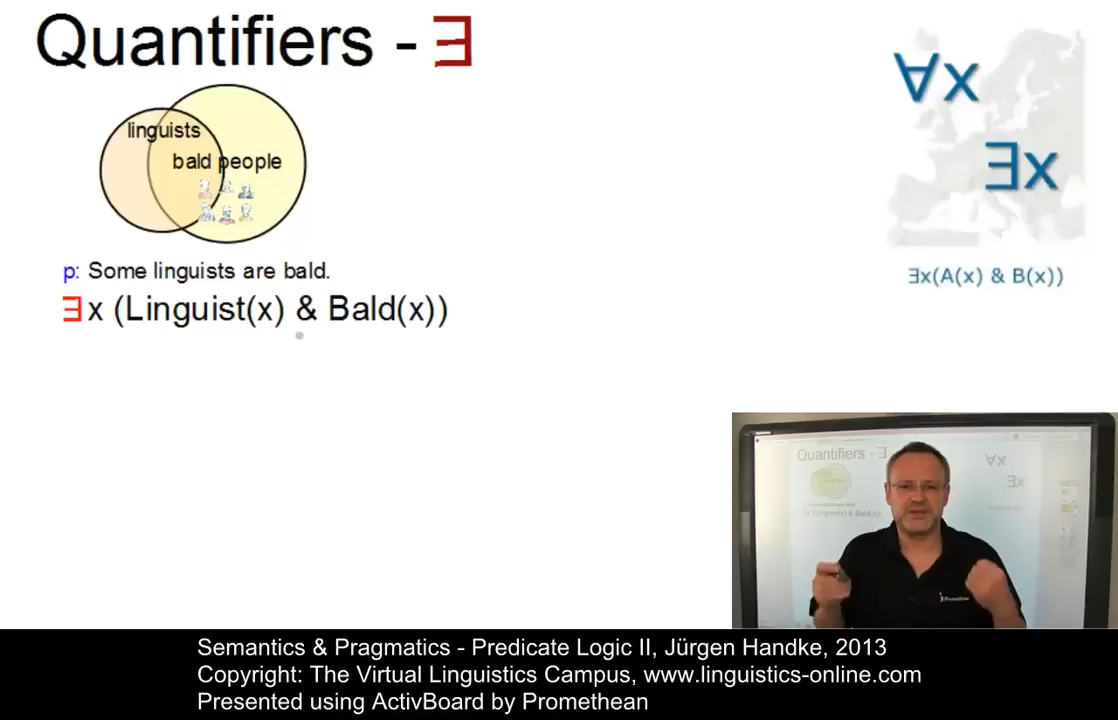 Quantifiers - ∃
linguists
bald people
p: Some linguists are bald.
∃x (Linguist(x) & Bald(x))
∀x
∃x
∃x(A(x) & B(x))
Quantifiers - ∃
∀x
∃x
Semantics & Pragmatics - Predicate Logic II, Jürgen Handke, 2013
Copyright: The Virtual Linguistics Campus, www.linguistics-online.com
Presented using ActivBoard by Promethean